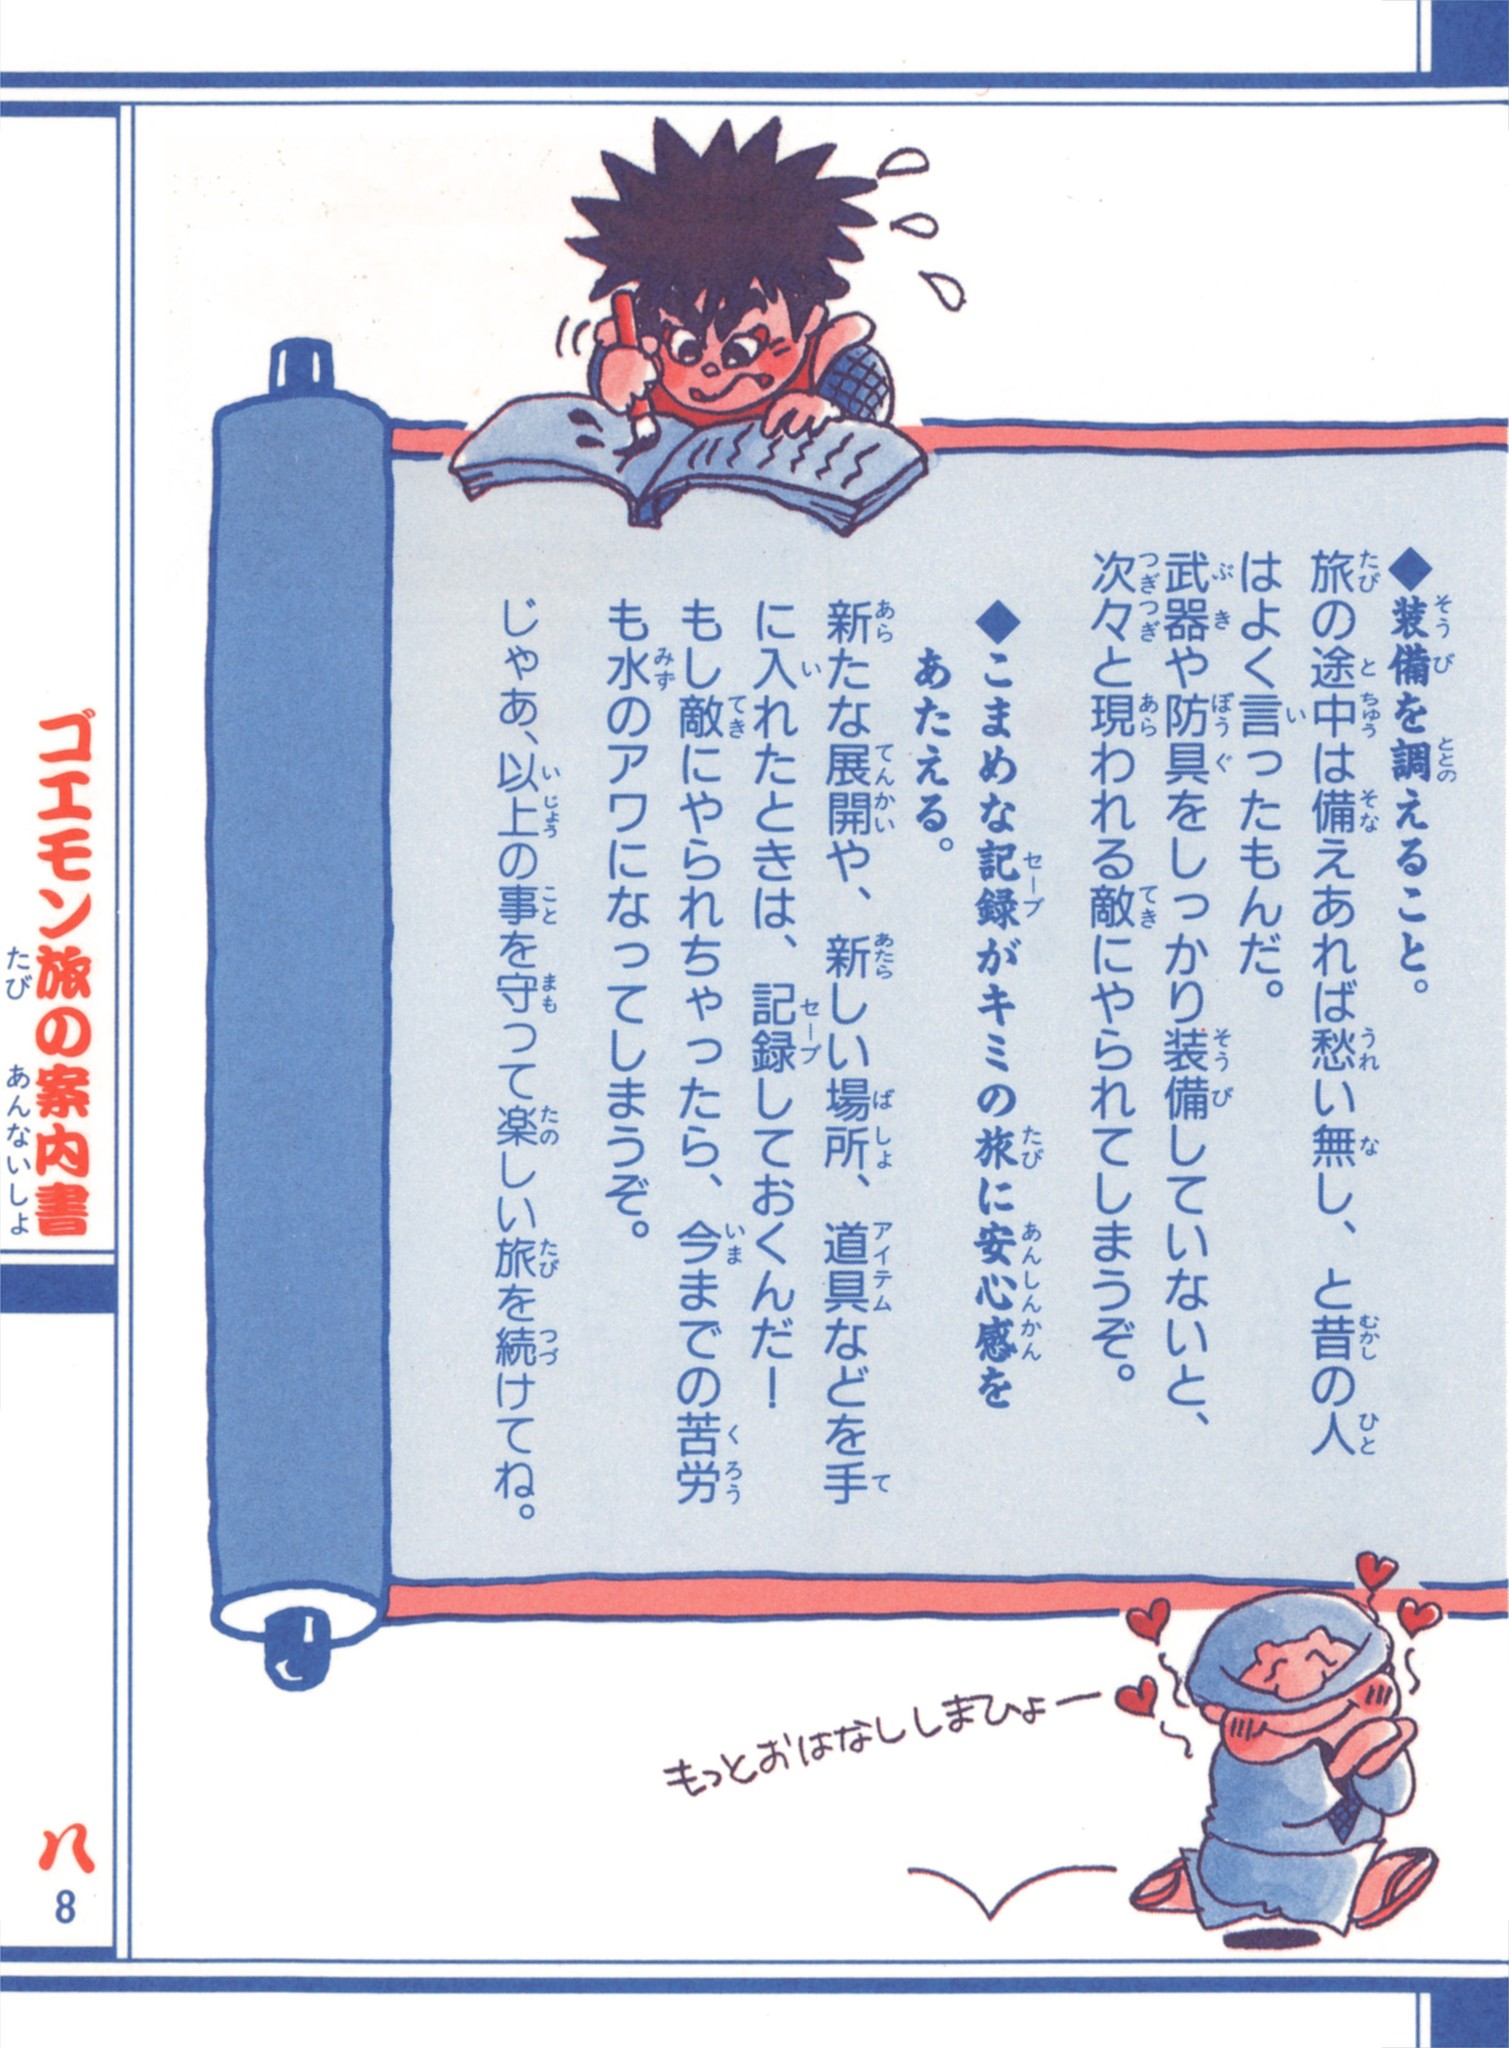 ◆装備を調えること。
旅の途中は備えあれば愁い無し、と昔の人
はよく言ったもんだ。
武器や防具をしっかり装備していないと、
次々と現われる敵にやられてしまうぞ。
◆こまめな記録がキミの旅に安心感を
あたえる。
新たな展開や、新しい場所、道具などを手
に入れたときは、記録しておくんだ！
もし敵にやられちゃったら、今までの苦労
も水のアワになってしまうぞ。
じゃあ、以上の事を守って楽しい旅を続けてね。
もっとおはなししまひょー
ゴエモン旅の案内書
八
8